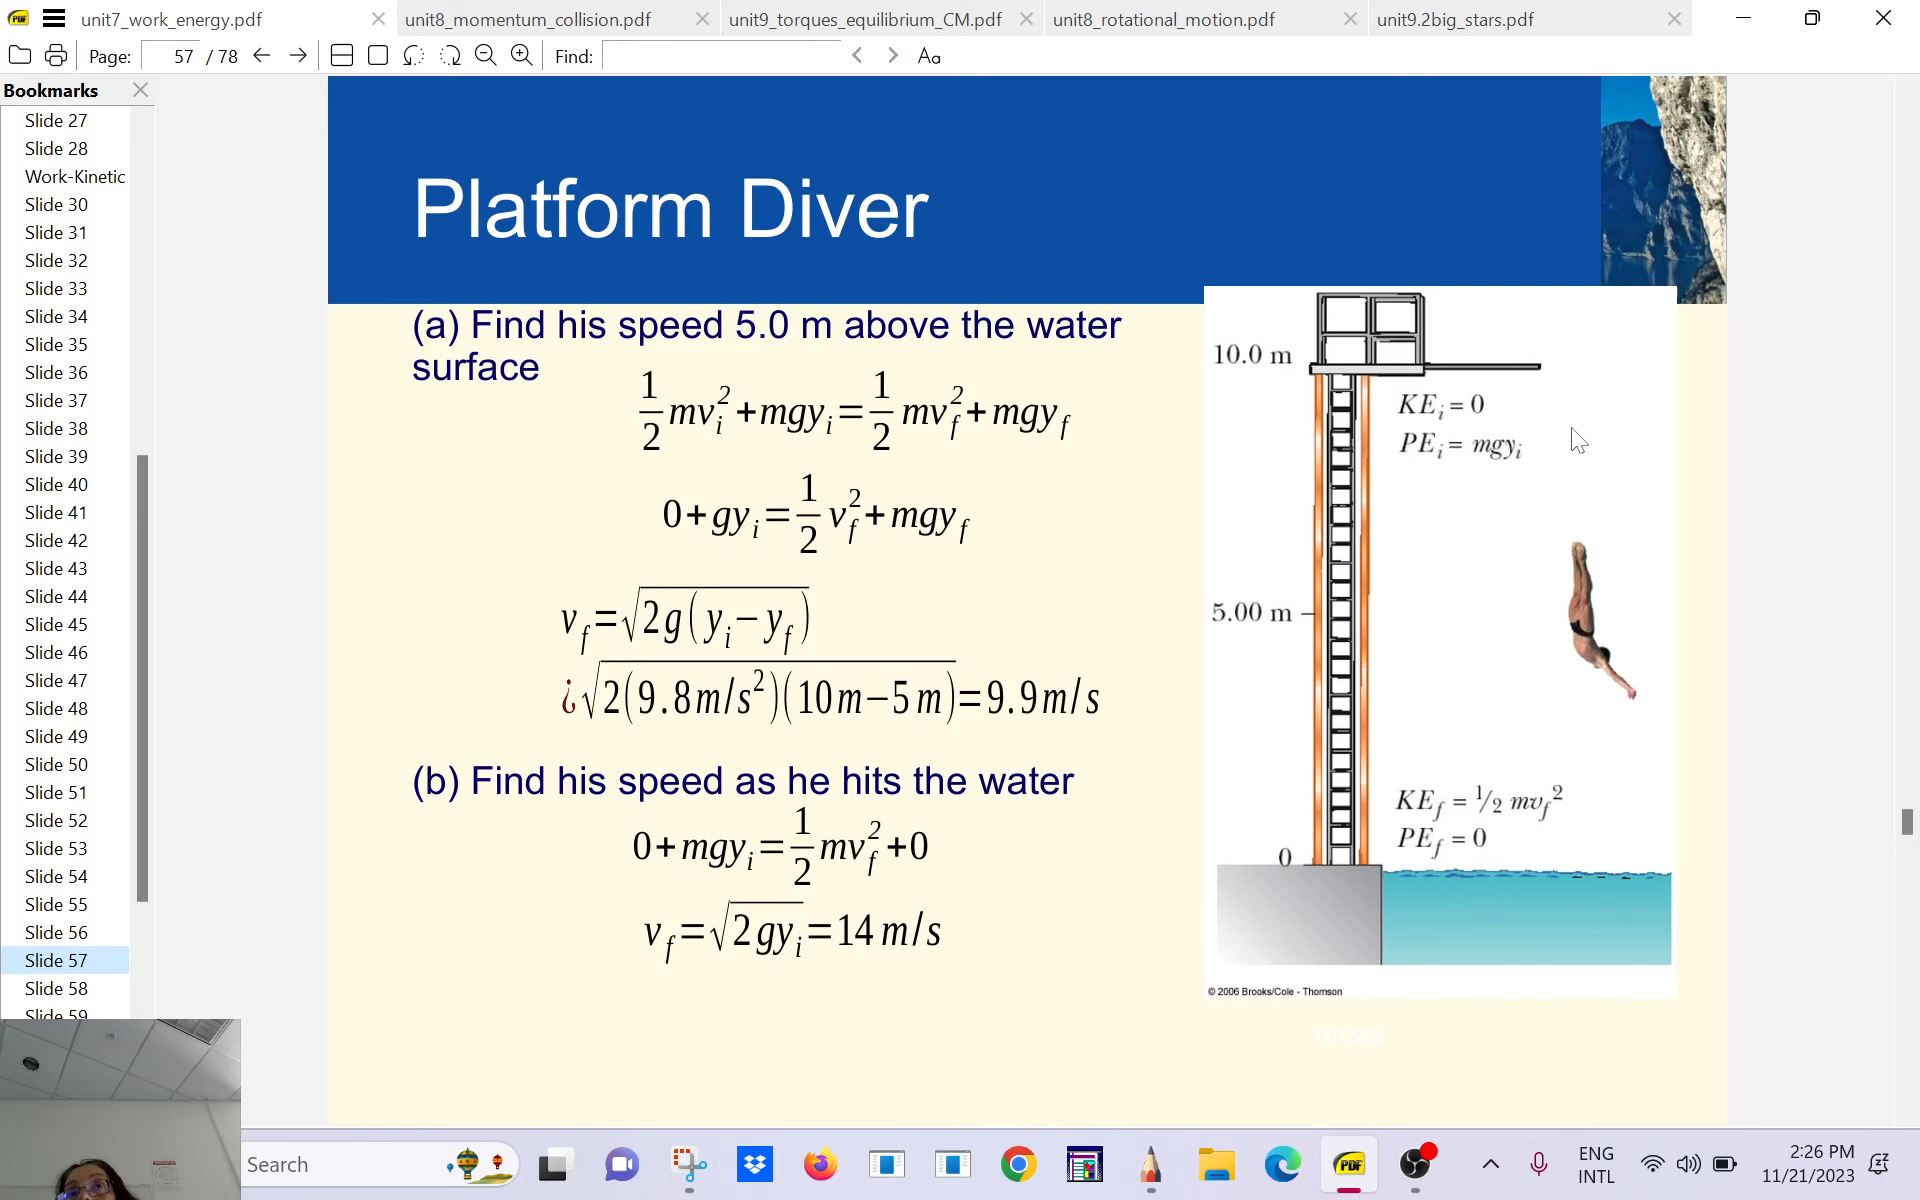 unit7_work_energy.pdf
unit8_momentum_collision.pdf
unit9_torques_equilibrium_CM.pdf
unit8_rotational_motion.pdf
unit9.2big_stars.pdf
Page: 57 / 78
Find:
Aa
Bookmarks
Slide 27
Slide 28
Work-Kinetic
Slide 30
Slide 31
Slide 32
Slide 33
Slide 34
Slide 35
Slide 36
Slide 37
Slide 38
Slide 39
Slide 40
Slide 41
Slide 42
Slide 43
Slide 44
Slide 45
Slide 46
Slide 47
Slide 48
Slide 49
Slide 50
Slide 51
Slide 52
Slide 53
Slide 54
Slide 55
Slide 56
Slide 57
Slide 58
Slide 59
Platform Diver
(a) Find his speed 5.0 m above the water
surface
1/2 mv_i^2+mgy_i=1/2 mv_f^2+mgy_f
0+gy_i=1/2 v_f^2+mgy_f
v_f=√2g(y_i−y_f)
¿√2(9.8m/s^2)(10m−5m)=9.9m/s
(b) Find his speed as he hits the water
0+mgy_i=1/2 mv_f^2+0
v_f=√2gy_i=14 m/s
10.0 m
KE_i = 0
PE_i = mgy_i
5.00 m
KE_f = 1/2 mv_f^2
PE_f = 0
0
© 2006 Brooks/Cole - Thomson
Search
PDF
ENG
INTL
2:26 PM
11/21/2023